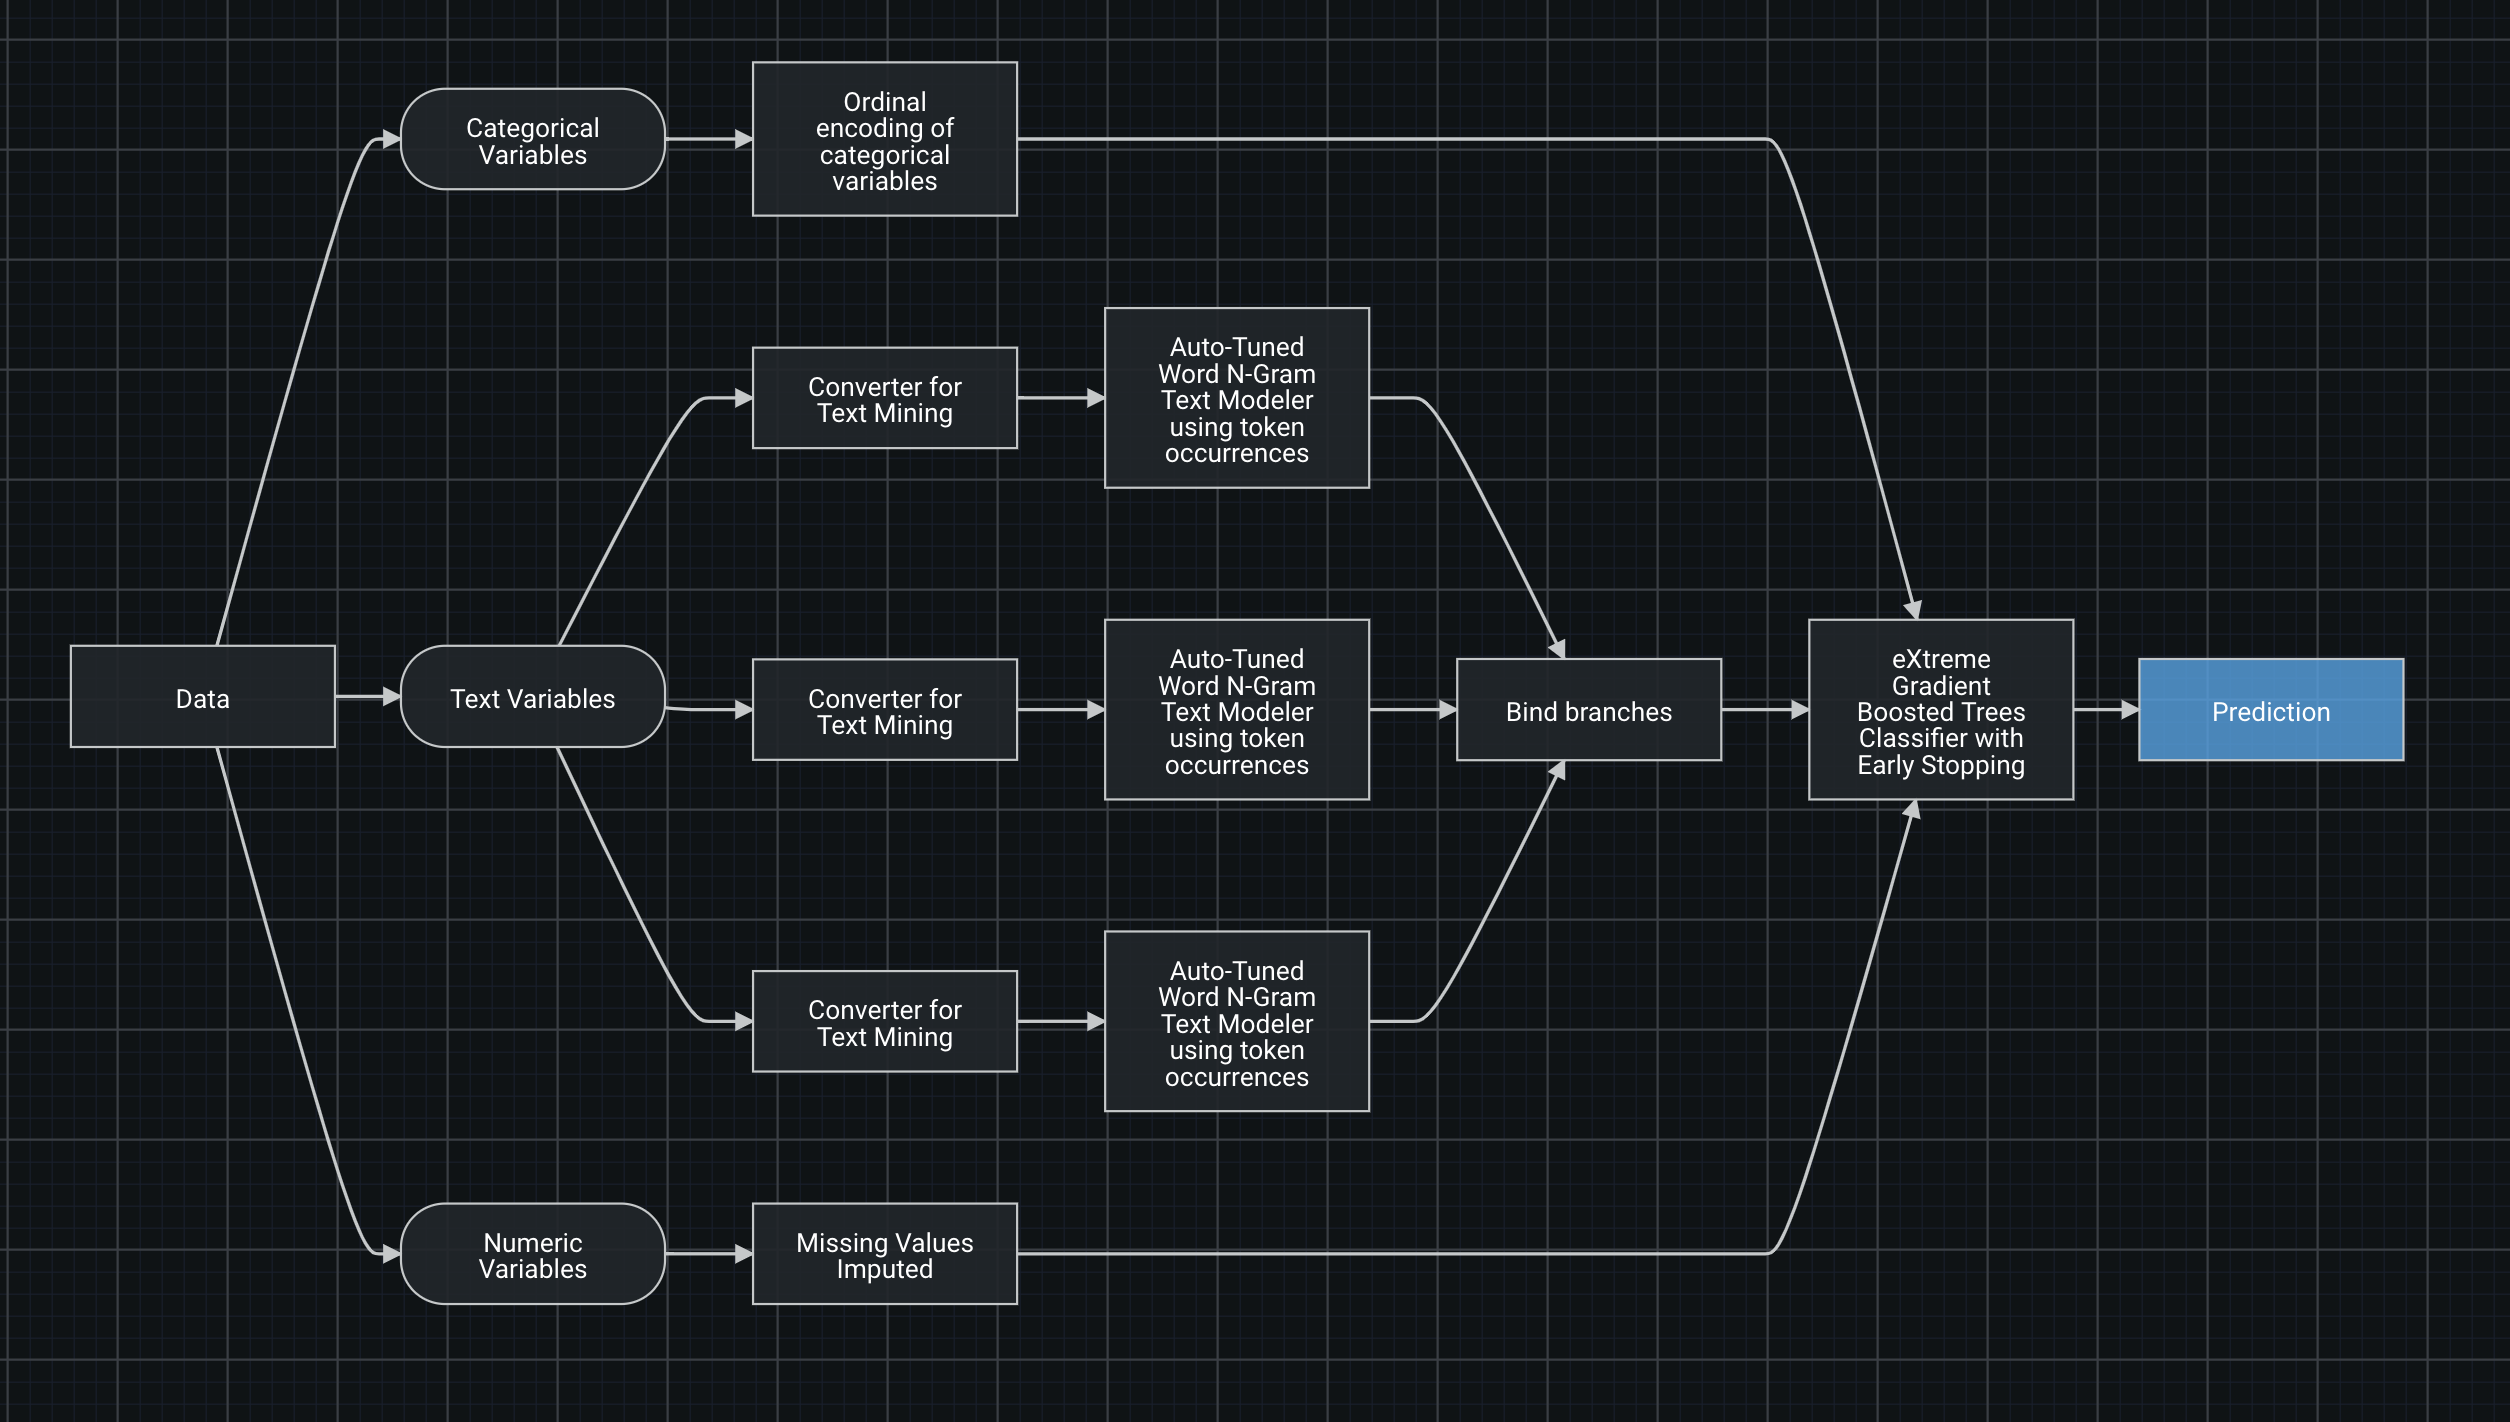 Categorical
Variables
Ordinal
encoding of
categorical
variables
Converter for
Text Mining
Auto-Tuned
Word N-Gram
Text Modeler
using token
occurrences
Data
Text Variables
Converter for
Text Mining
Auto-Tuned
Word N-Gram
Text Modeler
using token
occurrences
Bind branches
eXtreme
Gradient
Boosted Trees
Classifier with
Early Stopping
Prediction
Converter for
Text Mining
Auto-Tuned
Word N-Gram
Text Modeler
using token
occurrences
Numeric
Variables
Missing Values
Imputed